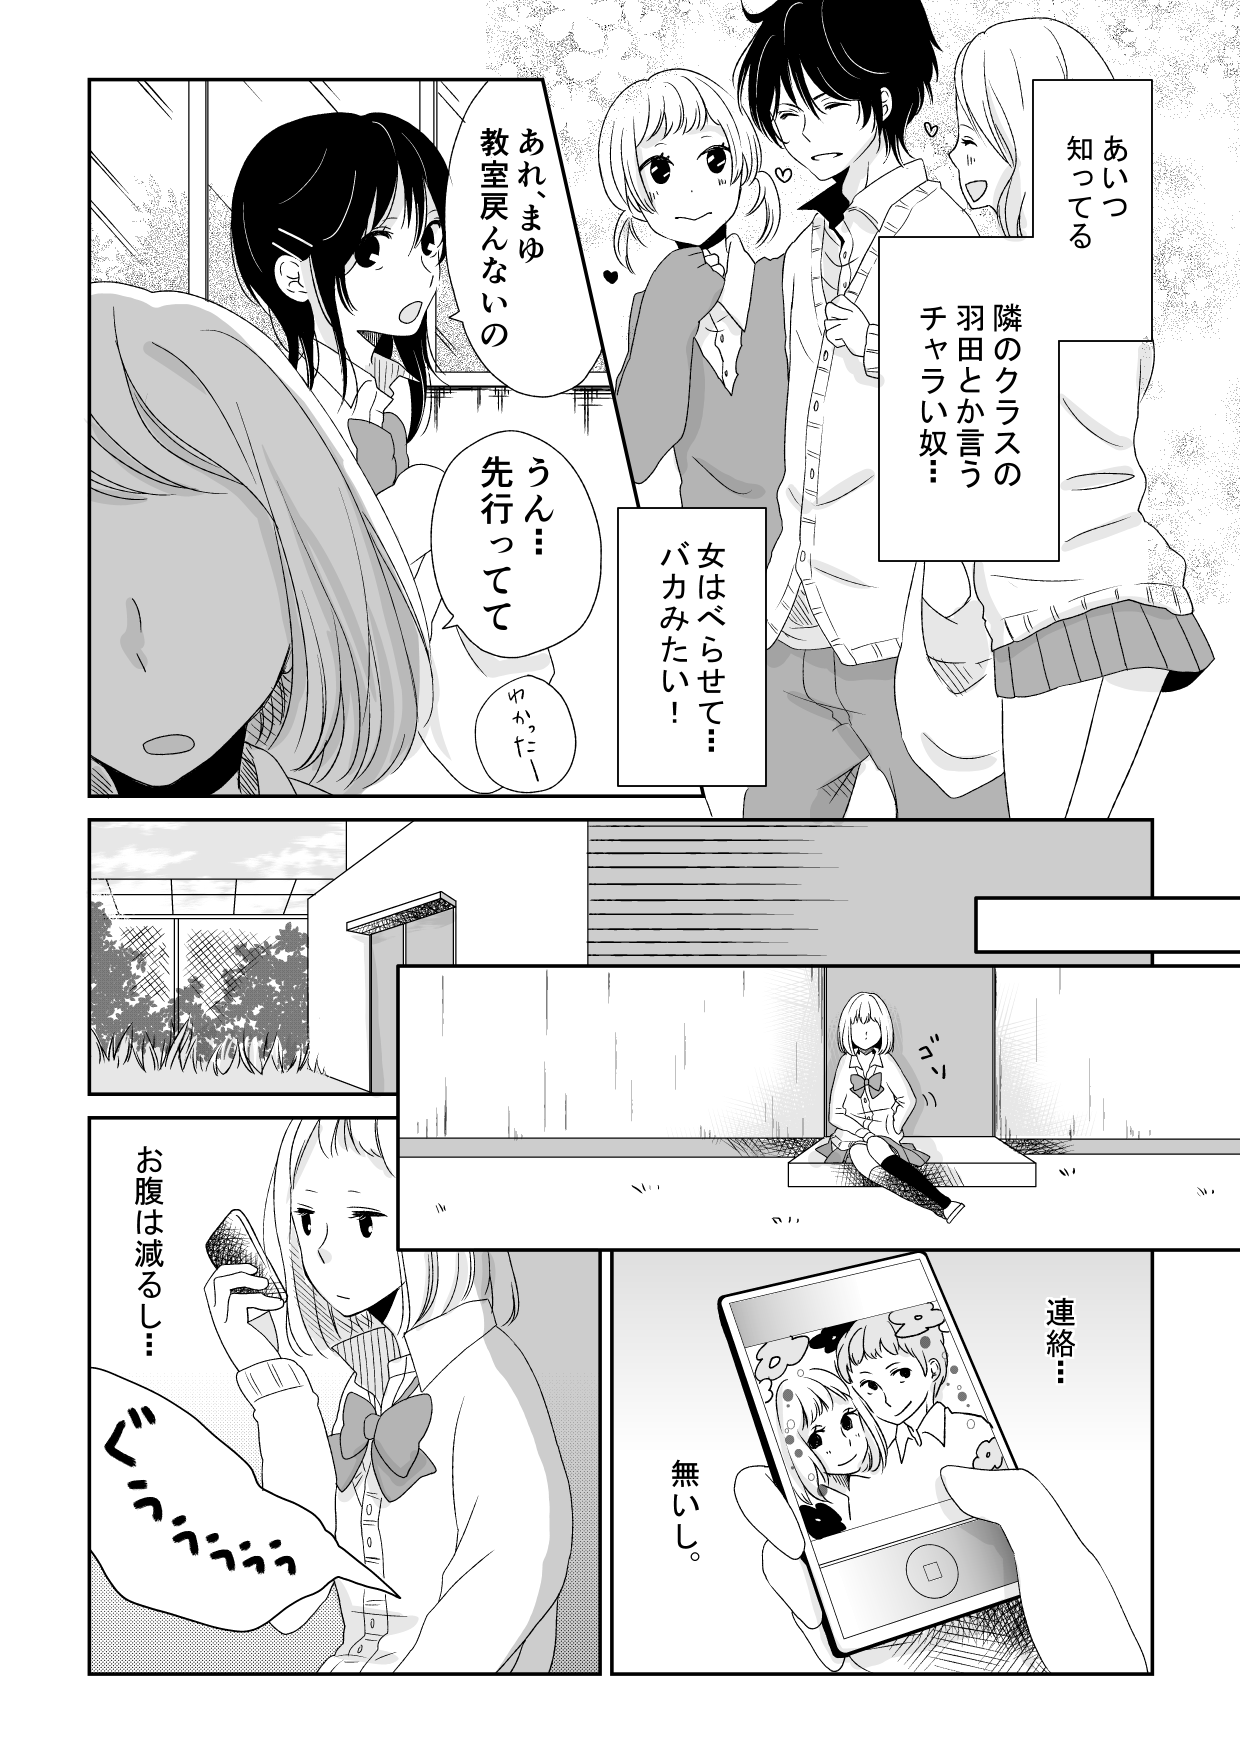 あいつ
知ってる
隣のクラスの
羽田とか言う
チャラい奴…
女はべらせて…
バカみたい！
あれ、まゆ
教室戻んないの
うん…
先行ってて
わかったー
ゴソ
連絡…
無いし。
お腹は減るし…
ぐぅぅぅぅぅ